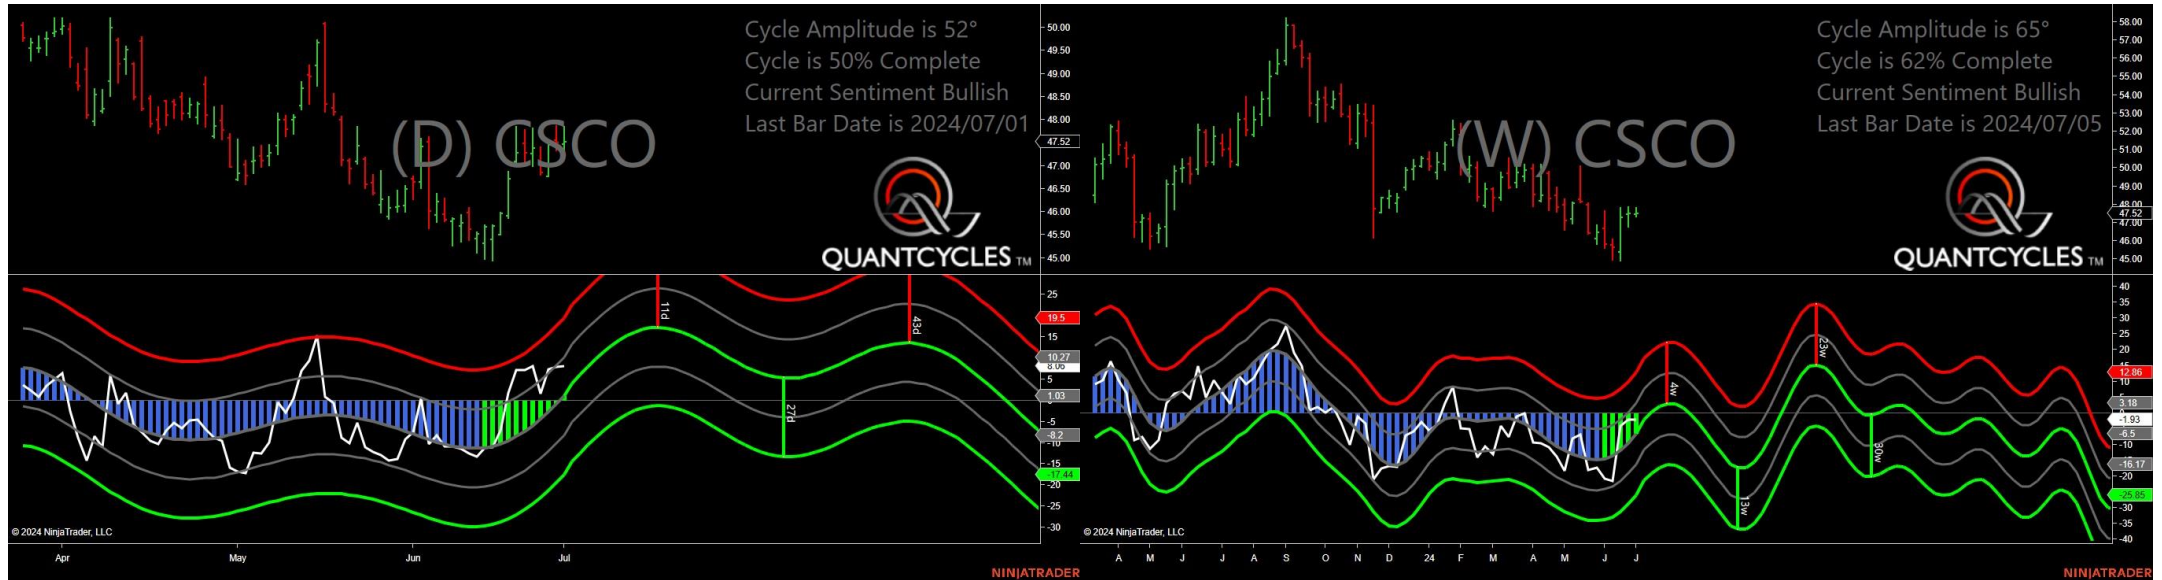 Cycle Amplitude is 52°
Cycle is 50% Complete
Current Sentiment Bullish
Last Bar Date is 2024/07/01
(D) CSCO
QUANTCYCLES TM
50.00
49.50
49.00
48.50
48.00
47.52
47.00
46.50
46.00
45.50
45.00
11d
43d
27d
25
19.5
15
10.27
8.06
5
1.03
-5
-8.2
-10
-15
-17.44
-20
-25
-30
© 2024 NinjaTrader, LLC
Apr May Jun Jul
NINJATRADER
Cycle Amplitude is 65°
Cycle is 62% Complete
Current Sentiment Bullish
Last Bar Date is 2024/07/05
(W) CSCO
QUANTCYCLES TM
58.00
57.00
56.00
55.00
54.00
53.00
52.00
51.00
50.00
49.00
48.00
47.52
47.00
46.00
45.00
4w
23w
13w
30w
40
35
30
25
20
15
12.86
10
3.18
-1.93
-6.5
-10
-16.17
-20
-25.85
-30
-35
-40
© 2024 NinjaTrader, LLC
A M J J A S O N D 24 F M A M J J
NINJATRADER